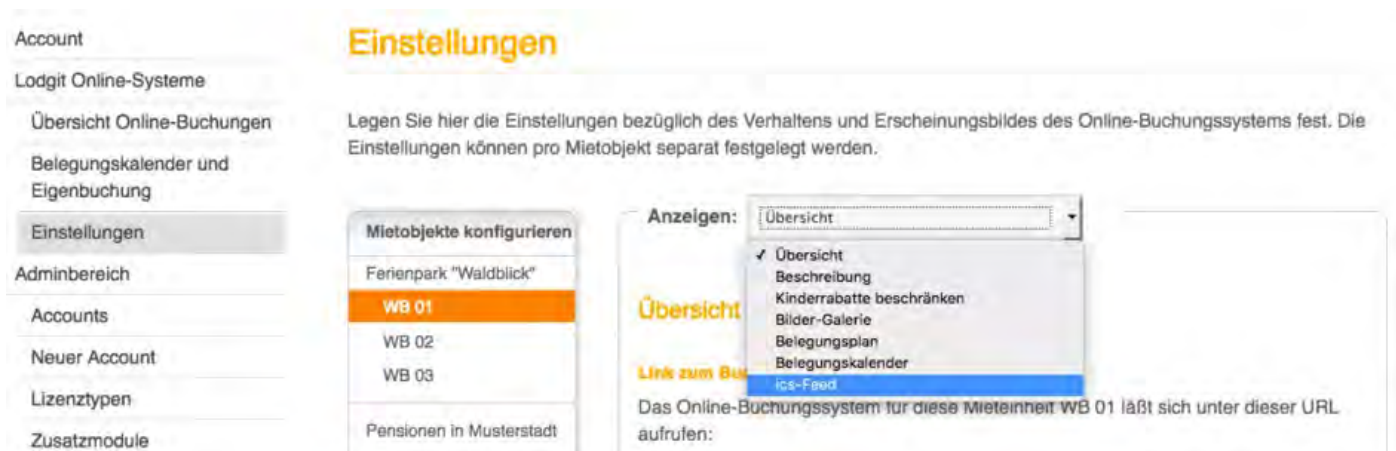 Account
Lodgit Online-Systeme
Übersicht Online-Buchungen
Belegungskalender und
Eigenbuchung
Einstellungen
Adminbereich
Accounts
Neuer Account
Lizenztypen
Zusatzmodule
Einstellungen
Legen Sie hier die Einstellungen bezüglich des Verhaltens und Erscheinungsbildes des Online-Buchungssystems fest. Die
Einstellungen können pro Mietobjekt separat festgelegt werden.
Mietobjekte konfigurieren
Ferienpark "Waldblick"
WB 01
WB 02
WB 03
Pensionen in Musterstadt
Anzeigen: Übersicht
✓ Übersicht
Beschreibung
Kinderrabatte beschränken
Bilder-Galerie
Belegungsplan
Belegungskalender
ics-Feed
Übersicht
Link zum
Das Online-Buchungssystem für diese Mieteinheit WB 01 läßt sich unter dieser URL
aufrufen: